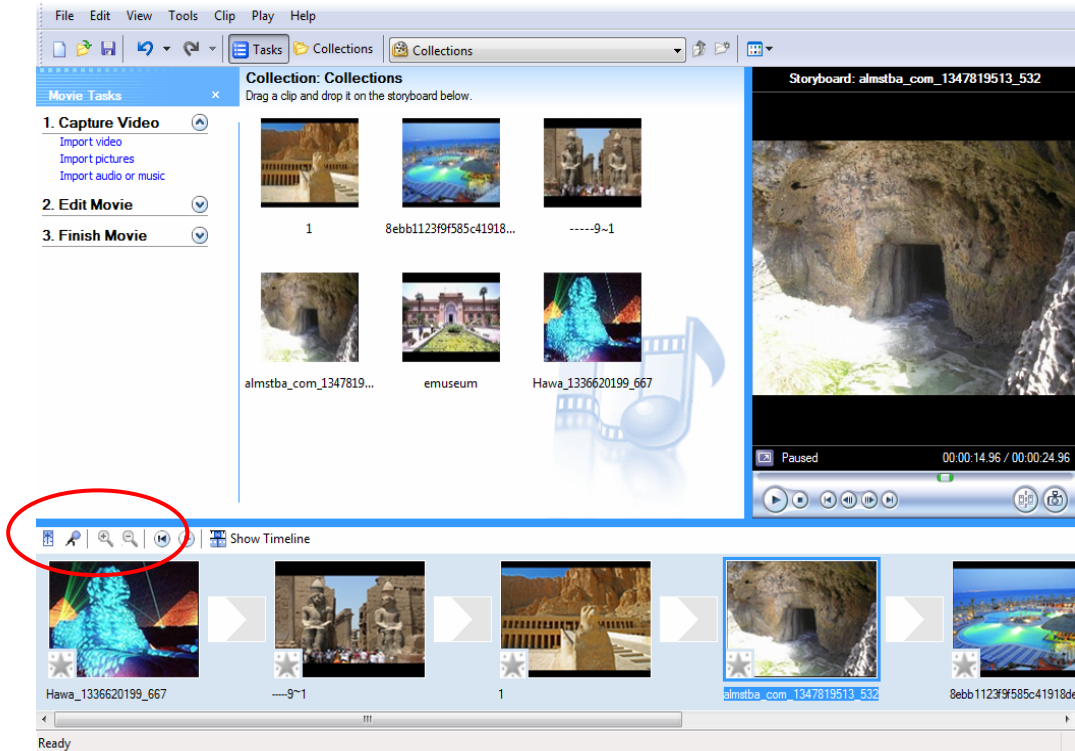 File Edit View Tools Clip Play Help
Tasks Collections Collections
Movie Tasks
1. Capture Video
Import video
Import pictures
Import audio or music
2. Edit Movie
3. Finish Movie
Collection: Collections
Drag a clip and drop it on the storyboard below.
1 8ebb1123f9f585c41918... -----9~1
almstba_com_1347819... emuseum Hawa_1336620199_667
Storyboard: almstba_com_1347819513_532
Paused 00:00:14.96 / 00:00:24.96
Show Timeline
Hawa_1336620199_667 -----9~1 1 almstba_com_1347819513_532 8ebb1123f9f585c41918de
Ready